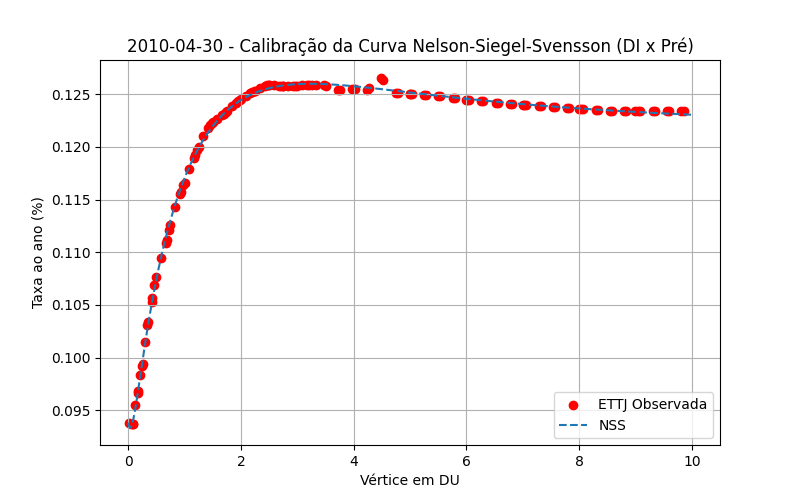 2010-04-30 - Calibração da Curva Nelson-Siegel-Svensson (DI x Pré)
Taxa ao ano (%)
0.125
0.120
0.115
0.110
0.105
0.100
0.095
ETTJ Observada
NSS
0 2 4 6 8 10
Vértice em DU